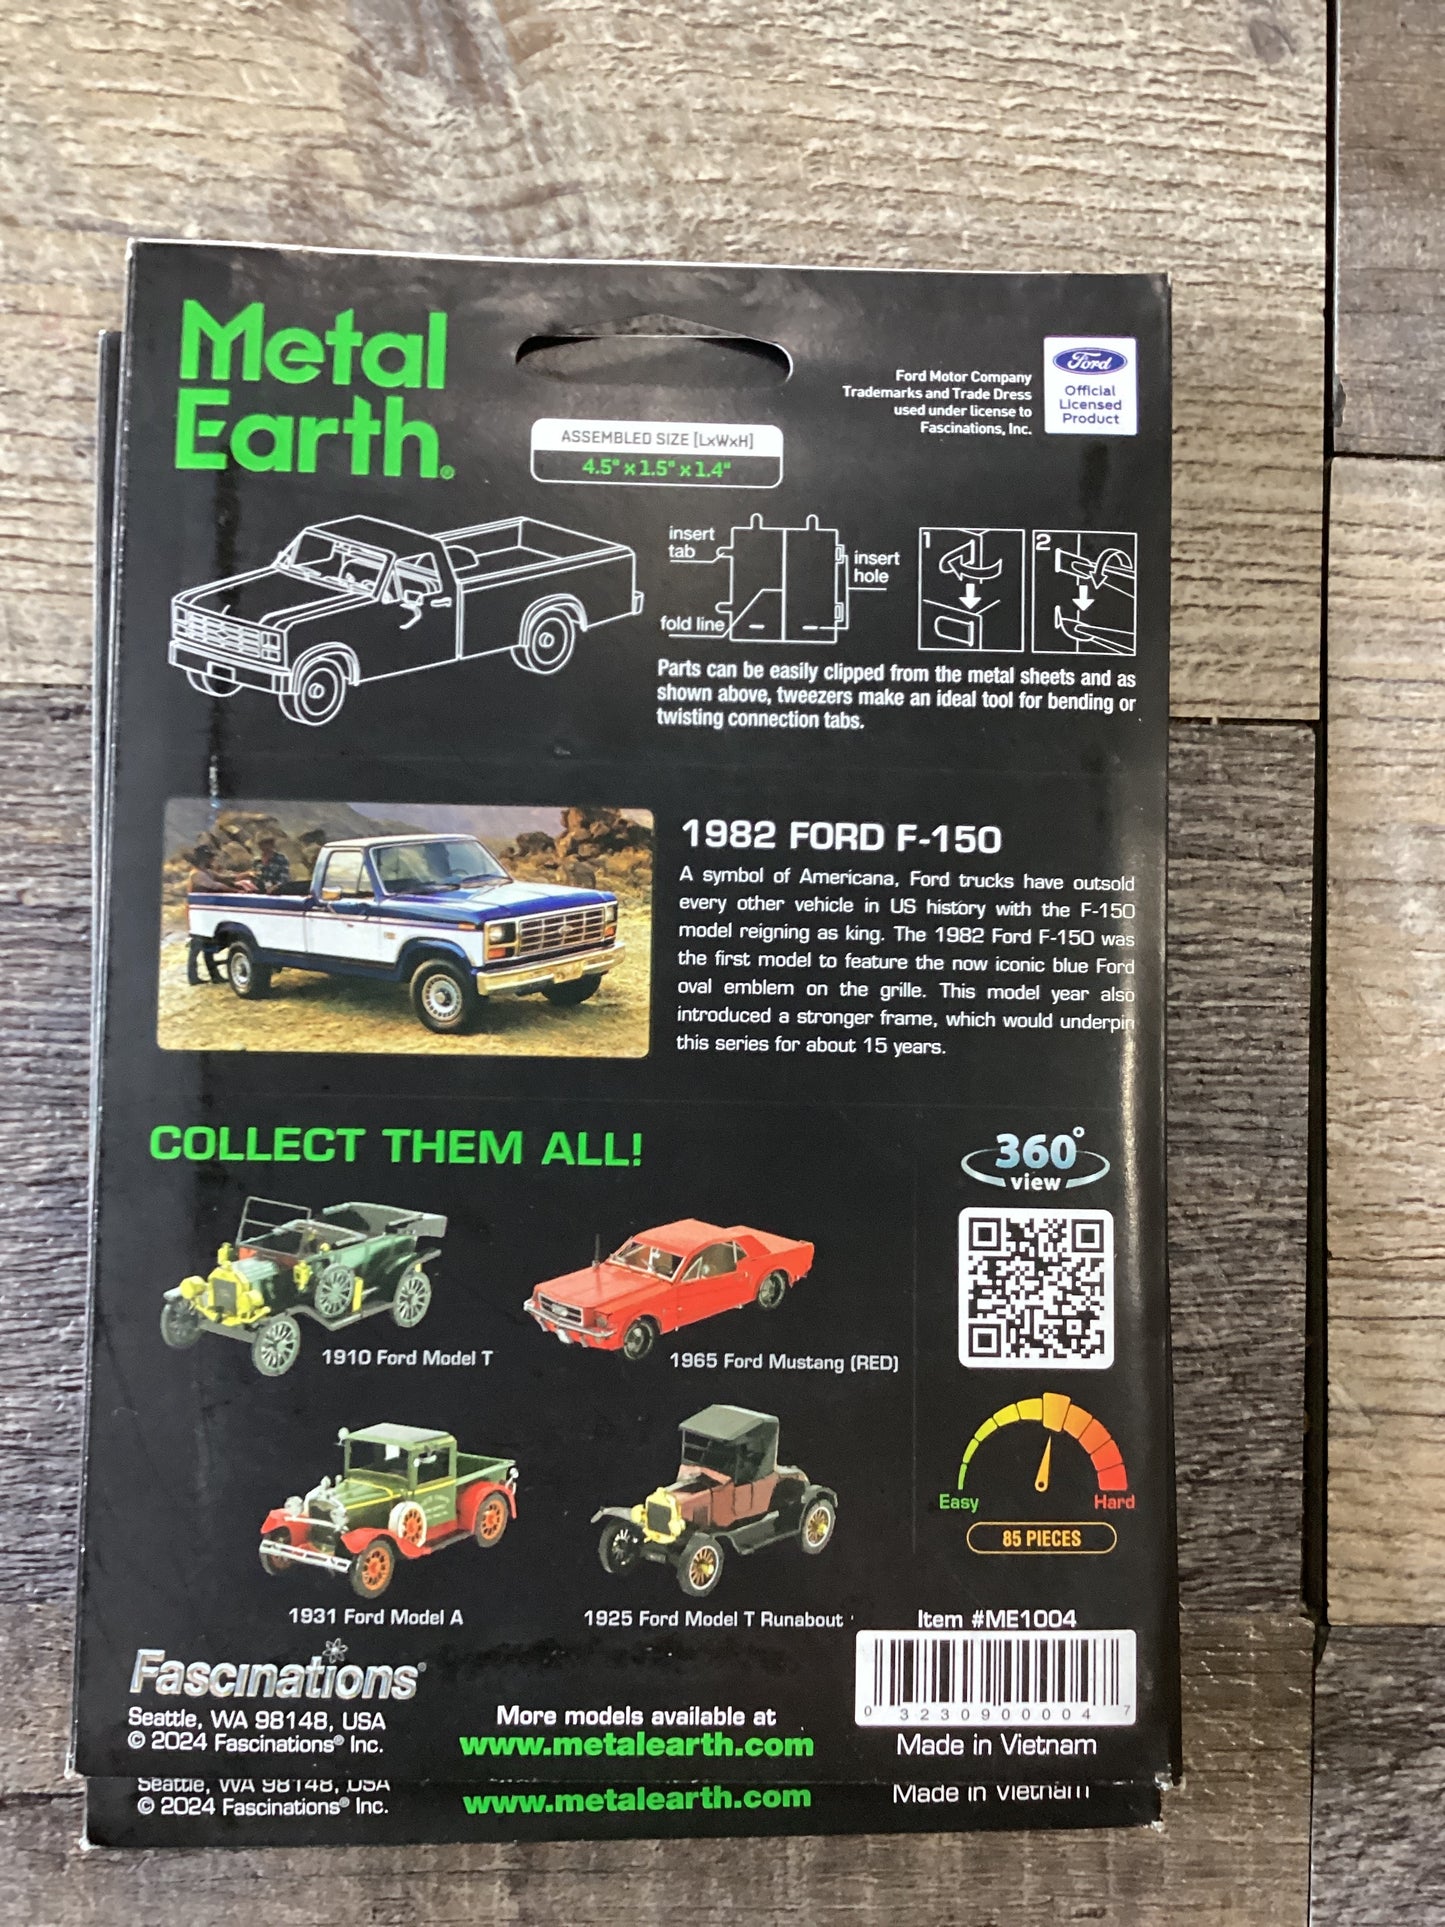 Metal
Earth®
ASSEMBLED SIZE [LxWxH]
4.5" x 1.5" x 1.4"
Ford Motor Company
Trademarks and Trade Dress
used under license to
Fascinations, Inc.
Ford
Official
Licensed
Product
insert
tab
insert
hole
fold line
1
2
Parts can be easily clipped from the metal sheets and as
shown above, tweezers make an ideal tool for bending or
twisting connection tabs.
1982 FORD F-150
A symbol of Americana, Ford trucks have outsold
every other vehicle in US history with the F-150
model reigning as king. The 1982 Ford F-150 was
the first model to feature the now iconic blue Ford
oval emblem on the grille. This model year also
introduced a stronger frame, which would underpin
this series for about 15 years.
COLLECT THEM ALL!
360°
view
1910 Ford Model T
1965 Ford Mustang (RED)
Easy
Hard
85 PIECES
1931 Ford Model A
1925 Ford Model T Runabout
Item #ME1004
0 32309 00004 7
Fascinations®
Seattle, WA 98148, USA
© 2024 Fascinations® Inc.
More models available at
www.metalearth.com
Made in Vietnam
Seattle, WA 98148, USA
© 2024 Fascinations® Inc.
www.metalearth.com
Made in Vietnam